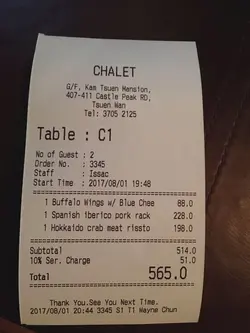 CHALET
G/F, Kam Tsuen Mansion,
407-411 Castle Peak RD,
Tsuen Wan
Tel: 3705 2125
Table : C1
No of Guest : 2
Order No. : 3345
Staff : Issac
Start Time : 2017/08/01 19:48
1 Buffalo Wings w/ Blue Chee 88.0
1 Spanish Iberico pork rack 228.0
1 Hokkaido crab meat rissto 198.0
Subtotal 514.0
10% Ser. Charge 51.0
Total 565.0
Thank You.See You Next Time.
2017/08/01 20:44 3345 S1 T1 Wayne Chun